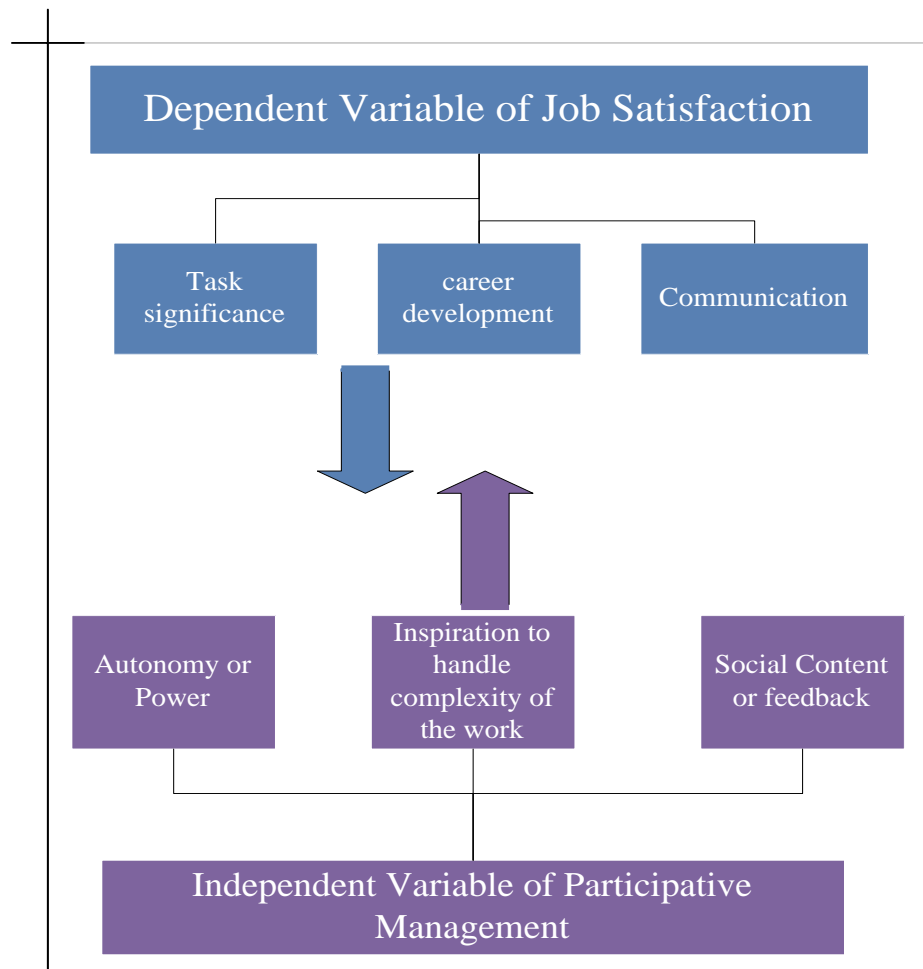 Dependent Variable of Job Satisfaction
Task
significance
career
development
Communication
Autonomy or
Power
Inspiration to
handle
complexity of
the work
Social Content
or feedback
Independent Variable of Participative
Management